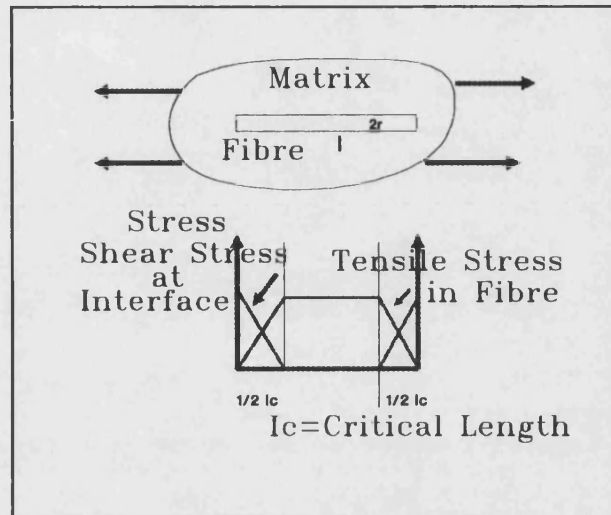 Matrix
2r
Fibre
l
Stress
Shear Stress
at
Interface
Tensile Stress
in Fibre
1/2 lc
1/2 lc
lc=Critical Length